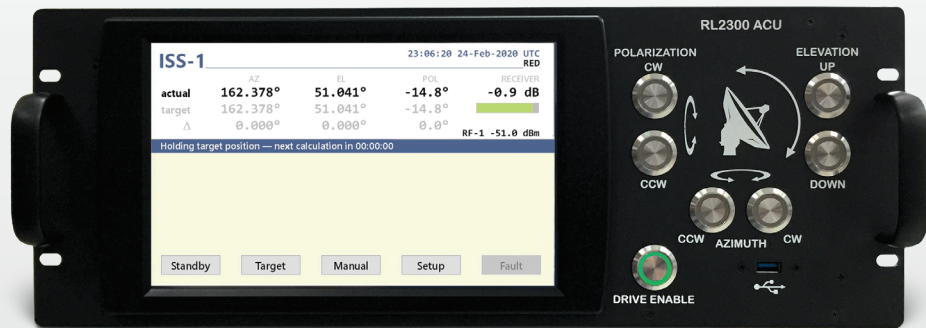 RL2300 ACU
ISS-1
23:06:20 24-Feb-2020 UTC
RED
AZ EL POL RECEIVER
actual 162.378° 51.041° -14.8° -0.9 dB
target 162.378° 51.041° -14.8°
Δ 0.000° 0.000° 0.0° RF-1 -51.0 dBm
Holding target position — next calculation in 00:00:00
Standby Target Manual Setup Fault
POLARIZATION
CW
CCW
ELEVATION
UP
DOWN
CCW AZIMUTH CW
DRIVE ENABLE